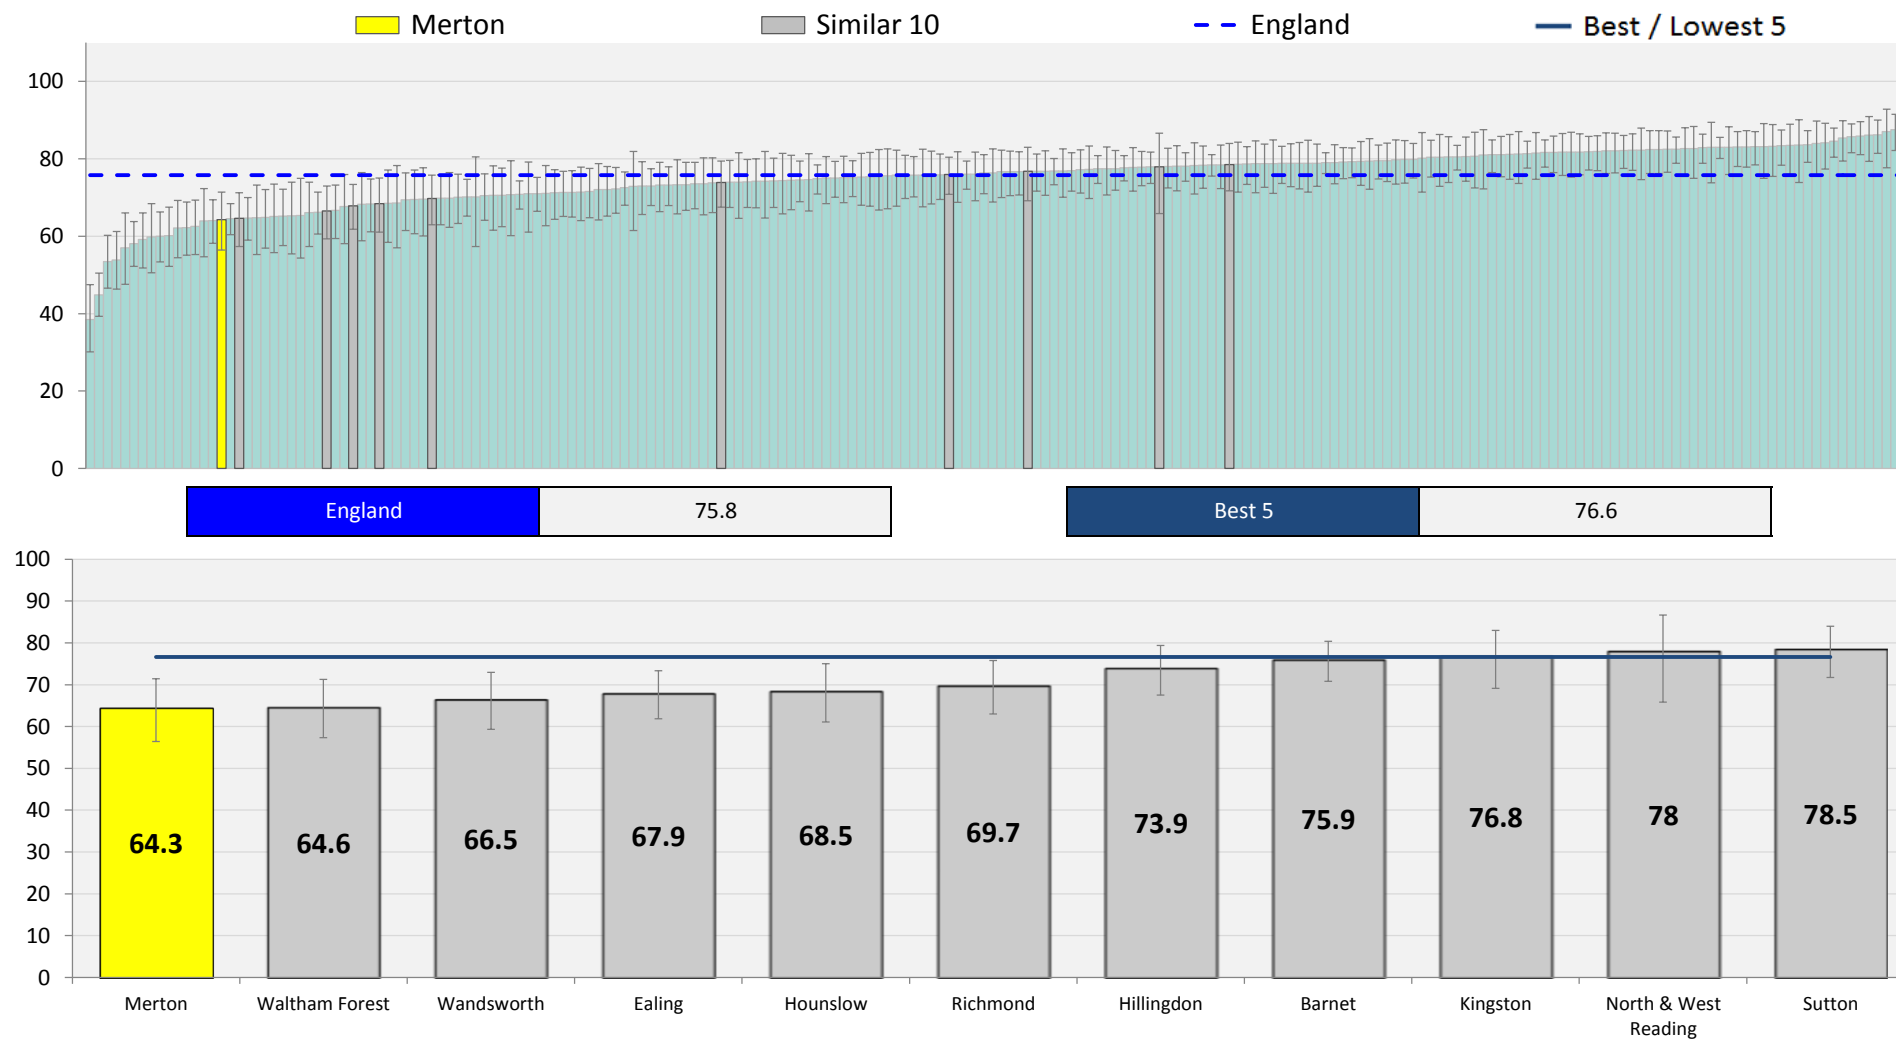 Merton
Similar 10
England
Best / Lowest 5
100
80
60
40
20
0
England 75.8
Best 5 76.6
100
90
80
70
60
50
40
30
20
10
0
64.3
64.6
66.5
67.9
68.5
69.7
73.9
75.9
76.8
78
78.5
Merton
Waltham Forest
Wandsworth
Ealing
Hounslow
Richmond
Hillingdon
Barnet
Kingston
North & West
Reading
Sutton